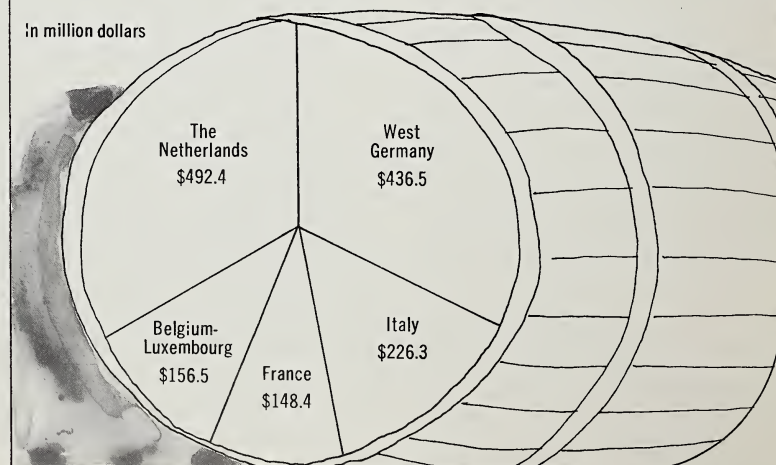 In million dollars
The
Netherlands
$492.4
West
Germany
$436.5
Belgium-
Luxembourg
$156.5
France
$148.4
Italy
$226.3